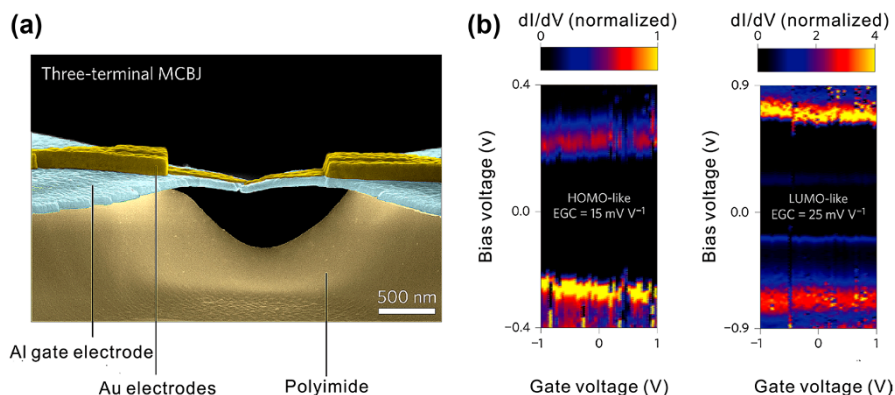 (a)
Three-terminal MCBJ
500 nm
Al gate electrode
Au electrodes
Polyimide
(b)
dI/dV (normalized)
0 1
0.4
0.0
−0.4
Bias voltage (v)
HOMO-like
EGC = 15 mV V⁻¹
−1 0 1
Gate voltage (V)
dI/dV (normalized)
0 2 4
0.9
0.0
−0.9
Bias voltage (v)
LUMO-like
EGC = 25 mV V⁻¹
−1 0 1
Gate voltage (V)